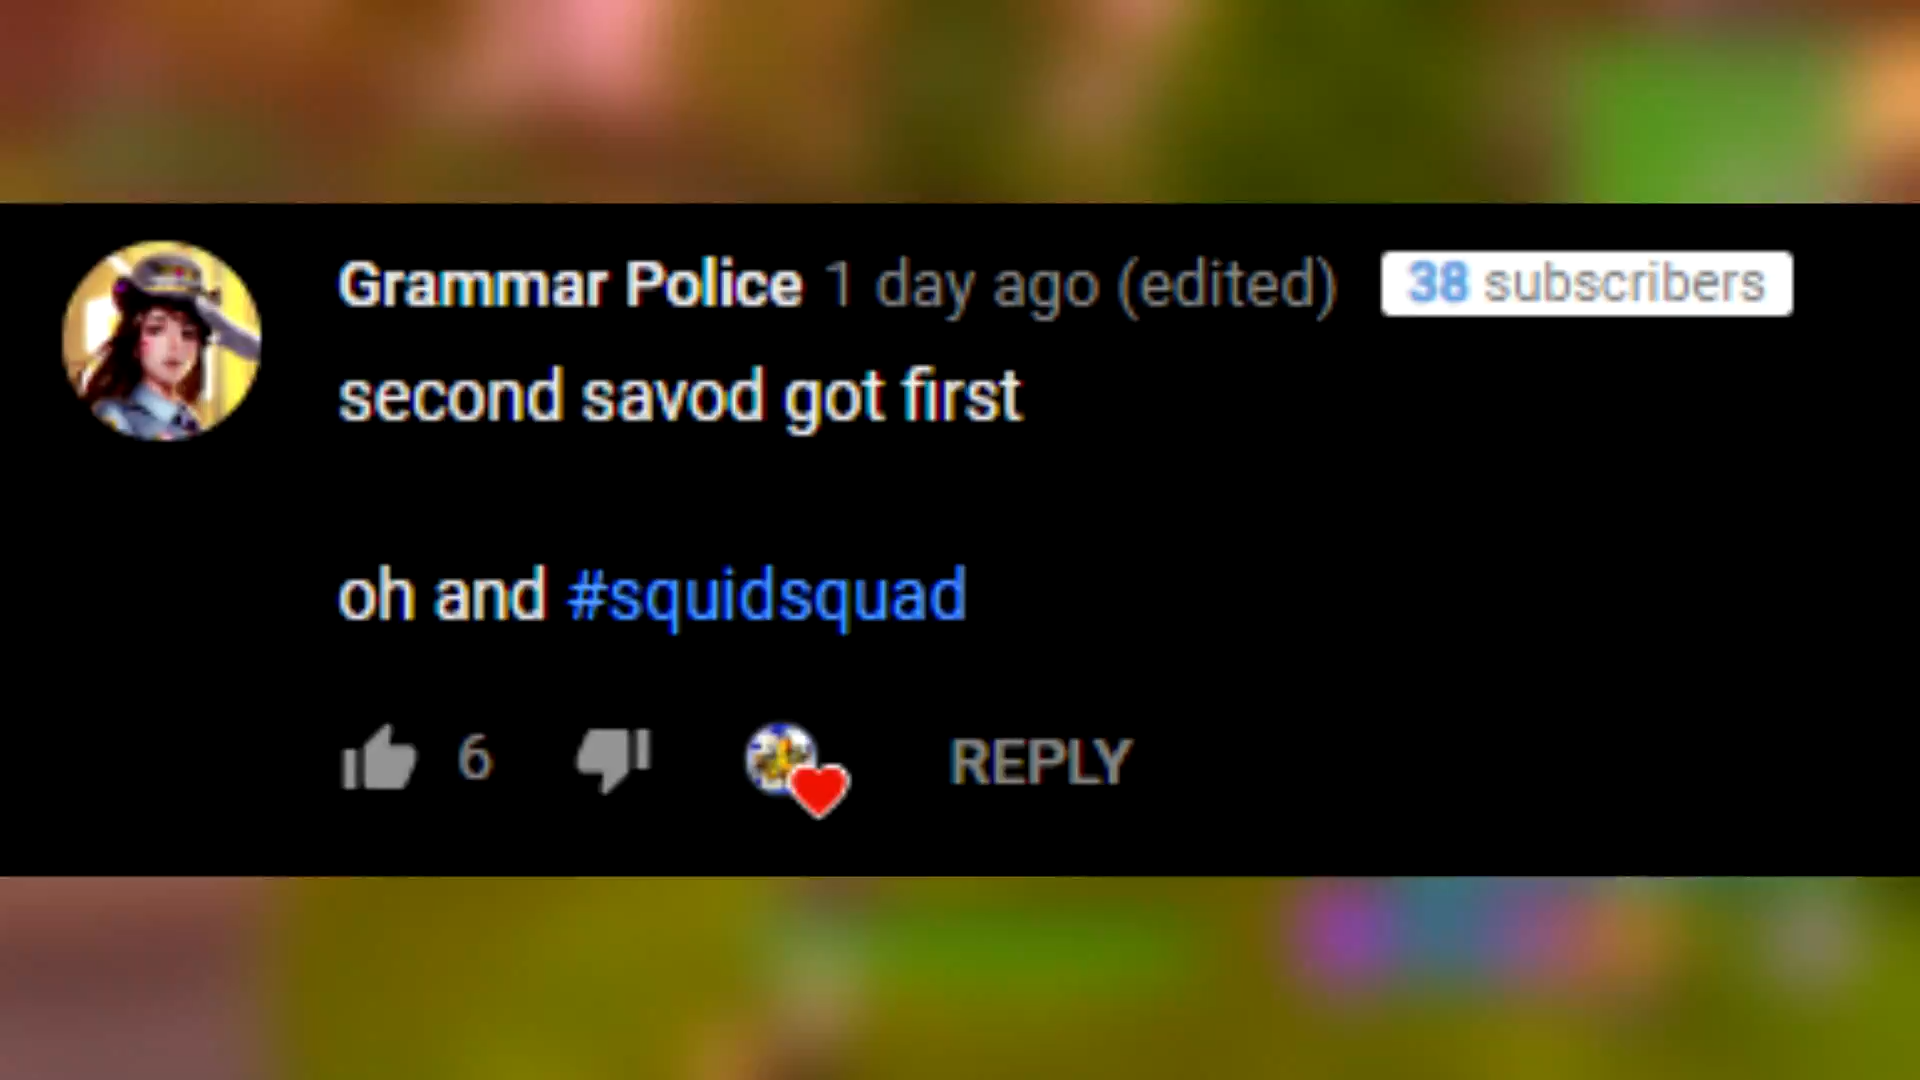 Grammar Police 1 day ago (edited) 38 subscribers
second savod got first
oh and #squidsquad
6 REPLY